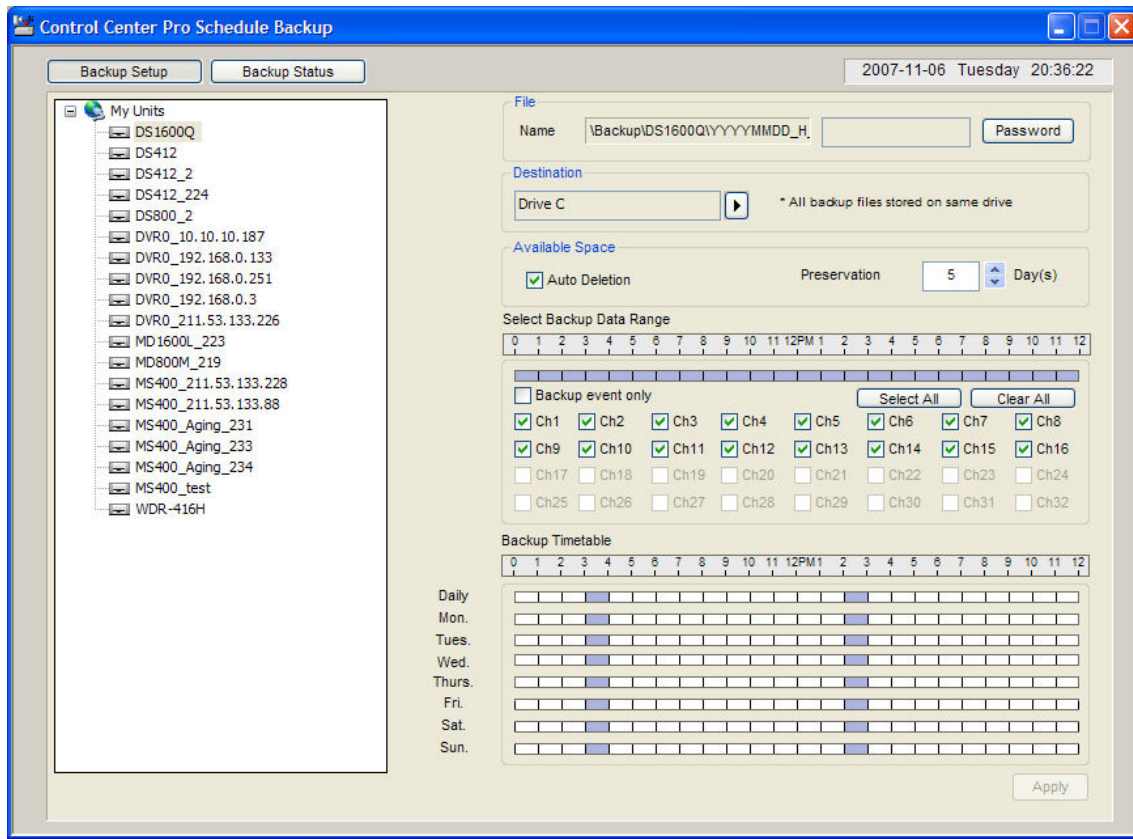 Control Center Pro Schedule Backup
Backup Setup Backup Status 2007-11-06 Tuesday 20:36:22
My Units
DS1600Q
DS412
DS412_2
DS412_224
DS800_2
DVR0_10.10.10.187
DVR0_192.168.0.133
DVR0_192.168.0.251
DVR0_192.168.0.3
DVR0_211.53.133.226
MD1600L_223
MD800M_219
MS400_211.53.133.228
MS400_211.53.133.88
MS400_Aging_231
MS400_Aging_233
MS400_Aging_234
MS400_test
WDR-416H
File
Name \Backup\DS1600Q\YYYYMMDD_H_ Password
Destination
Drive C * All backup files stored on same drive
Available Space
Auto Deletion Preservation 5 Day(s)
Select Backup Data Range
0 1 2 3 4 5 6 7 8 9 10 11 12PM 1 2 3 4 5 6 7 8 9 10 11 12
Backup event only Select All Clear All
Ch1 Ch2 Ch3 Ch4 Ch5 Ch6 Ch7 Ch8
Ch9 Ch10 Ch11 Ch12 Ch13 Ch14 Ch15 Ch16
Ch17 Ch18 Ch19 Ch20 Ch21 Ch22 Ch23 Ch24
Ch25 Ch26 Ch27 Ch28 Ch29 Ch30 Ch31 Ch32
Backup Timetable
0 1 2 3 4 5 6 7 8 9 10 11 12PM 1 2 3 4 5 6 7 8 9 10 11 12
Daily
Mon.
Tues.
Wed.
Thurs.
Fri.
Sat.
Sun.
Apply